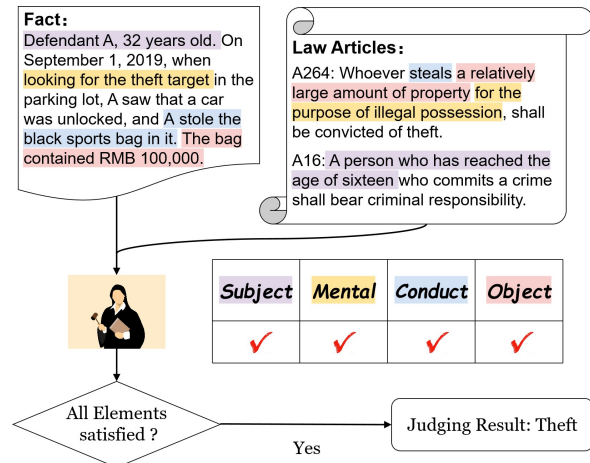 Fact:
Defendant A, 32 years old. On
September 1, 2019, when
looking for the theft target in the
parking lot, A saw that a car
was unlocked, and A stole the
black sports bag in it. The bag
contained RMB 100,000.
Law Articles:
A264: Whoever steals a relatively
large amount of property for the
purpose of illegal possession, shall
be convicted of theft.
A16: A person who has reached the
age of sixteen who commits a crime
shall bear criminal responsibility.
Subject Mental Conduct Object
All Elements
satisfied ?
Yes
Judging Result: Theft